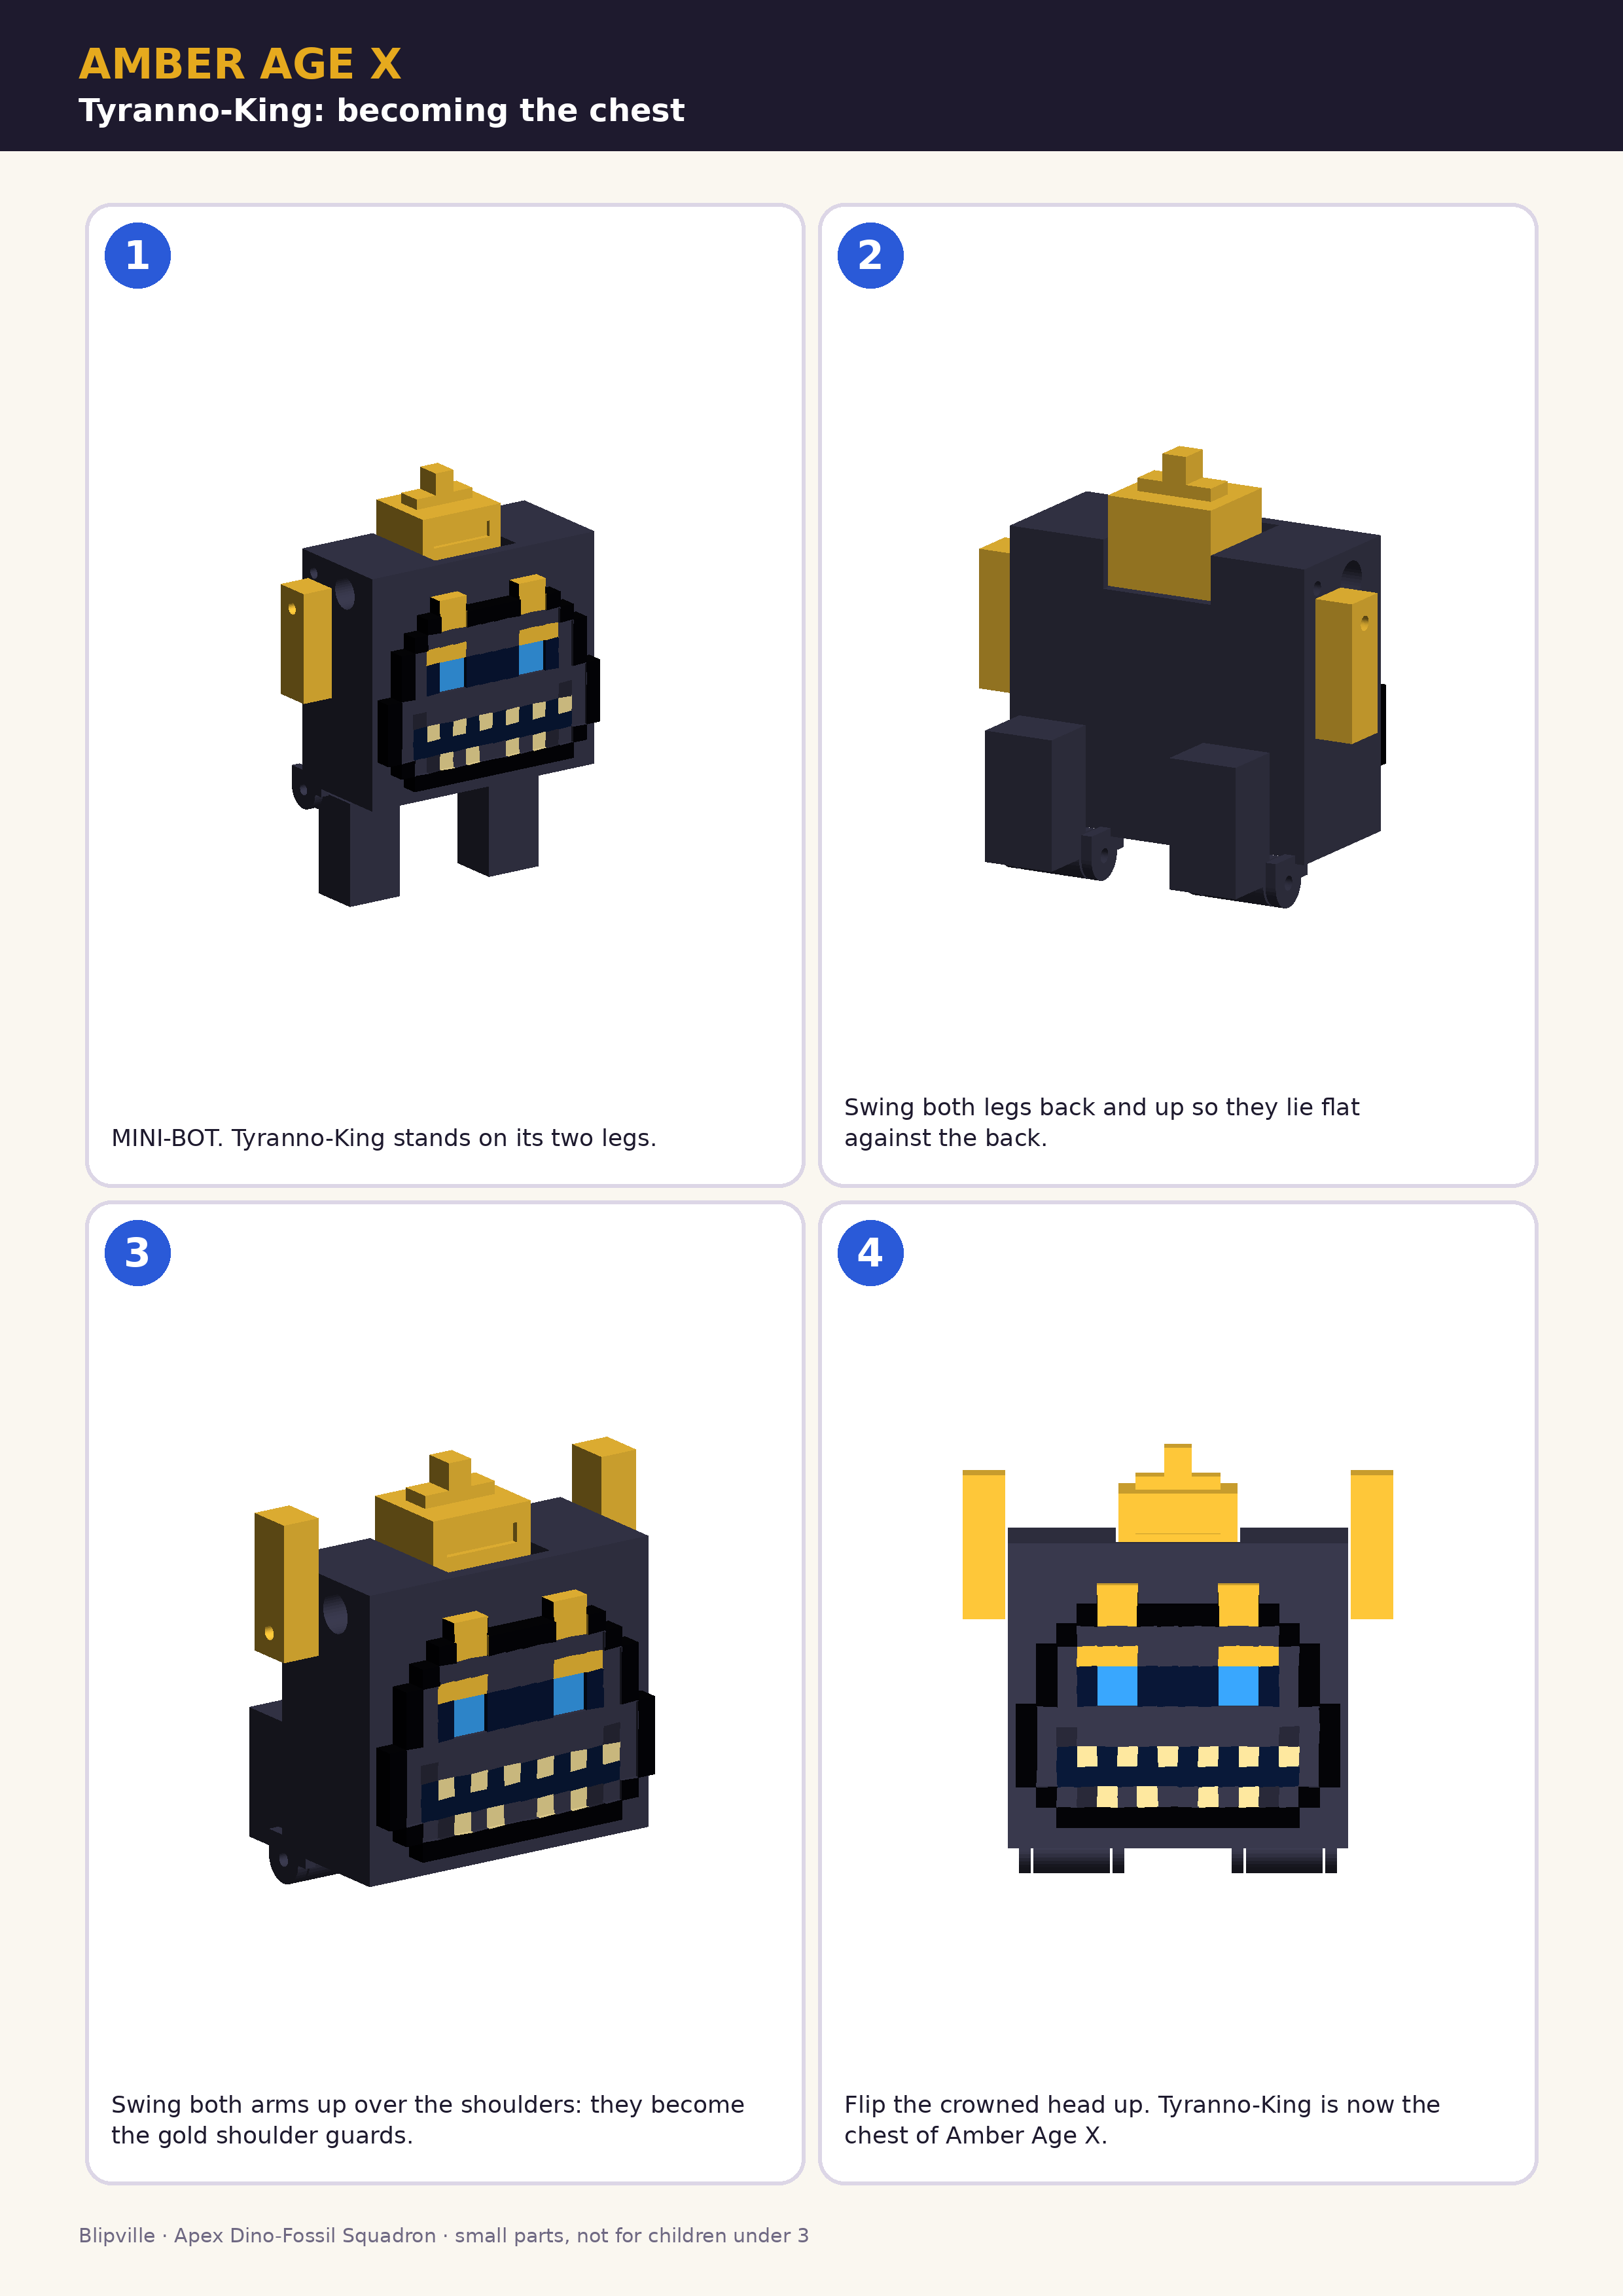 AMBER AGE X
Tyranno-King: becoming the chest
1
2
MINI-BOT. Tyranno-King stands on its two legs.
Swing both legs back and up so they lie flat
against the back.
3
4
Swing both arms up over the shoulders: they become
the gold shoulder guards.
Flip the crowned head up. Tyranno-King is now the
chest of Amber Age X.
Blipville · Apex Dino-Fossil Squadron · small parts, not for children under 3